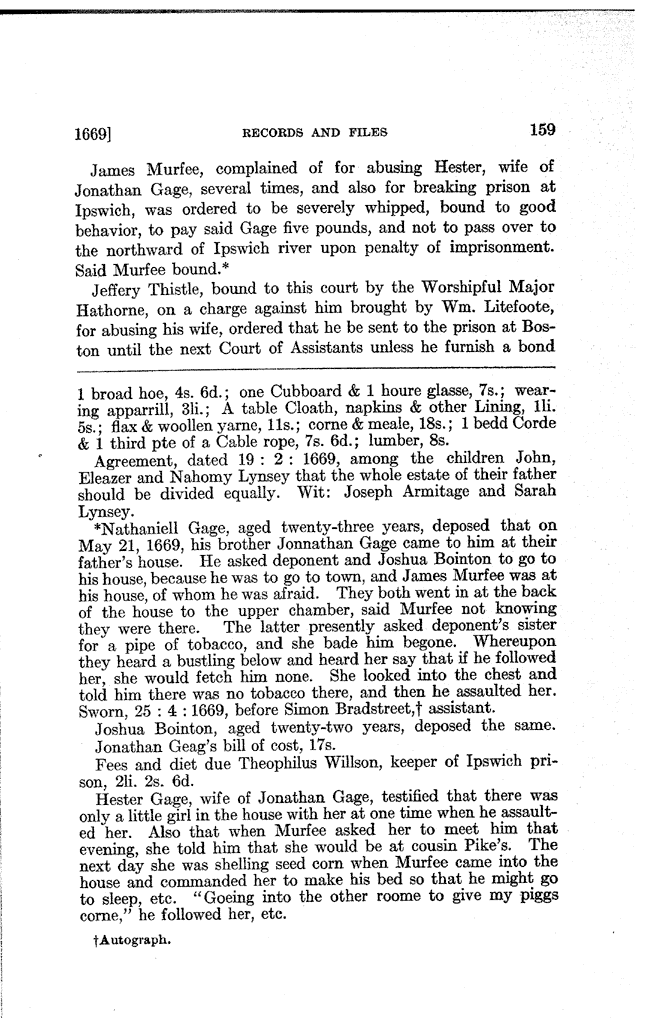 1669] RECORDS AND FILES 159
James Murfee, complained of for abusing Hester, wife of
Jonathan Gage, several times, and also for breaking prison at
Ipswich, was ordered to be severely whipped, bound to good
behavior, to pay said Gage five pounds, and not to pass over to
the northward of Ipswich river upon penalty of imprisonment.
Said Murfee bound.*
Jeffery Thistle, bound to this court by the Worshipful Major
Hathorne, on a charge against him brought by Wm. Litefoote,
for abusing his wife, ordered that he be sent to the prison at Bos-
ton until the next Court of Assistants unless he furnish a bond
1 broad hoe, 4s. 6d.; one Cubboard & 1 houre glasse, 7s.; wear-
ing apparrill, 3li.; A table Cloath, napkins & other Lining, 1li.
5s.; flax & woollen yarne, 11s.; corne & meale, 18s.; 1 bedd Corde
& 1 third pte of a Cable rope, 7s. 6d.; lumber, 8s.
Agreement, dated 19 : 2 : 1669, among the children John,
Eleazer and Nahomy Lynsey that the whole estate of their father
should be divided equally. Wit: Joseph Armitage and Sarah
Lynsey.
*Nathaniell Gage, aged twenty-three years, deposed that on
May 21, 1669, his brother Jonnathan Gage came to him at their
father's house. He asked deponent and Joshua Bointon to go to
his house, because he was to go to town, and James Murfee was at
his house, of whom he was afraid. They both went in at the back
of the house to the upper chamber, said Murfee not knowing
they were there. The latter presently asked deponent's sister
for a pipe of tobacco, and she bade him begone. Whereupon
they heard a bustling below and heard her say that if he followed
her, she would fetch him none. She looked into the chest and
told him there was no tobacco there, and then he assaulted her.
Sworn, 25 : 4 : 1669, before Simon Bradstreet,† assistant.
Joshua Bointon, aged twenty-two years, deposed the same.
Jonathan Geag's bill of cost, 17s.
Fees and diet due Theophilus Willson, keeper of Ipswich pri-
son, 2li. 2s. 6d.
Hester Gage, wife of Jonathan Gage, testified that there was
only a little girl in the house with her at one time when he assault-
ed her. Also that when Murfee asked her to meet him that
evening, she told him that she would be at cousin Pike's. The
next day she was shelling seed corn when Murfee came into the
house and commanded her to make his bed so that he might go
to sleep, etc. "Goeing into the other roome to give my piggs
corne," he followed her, etc.
†Autograph.